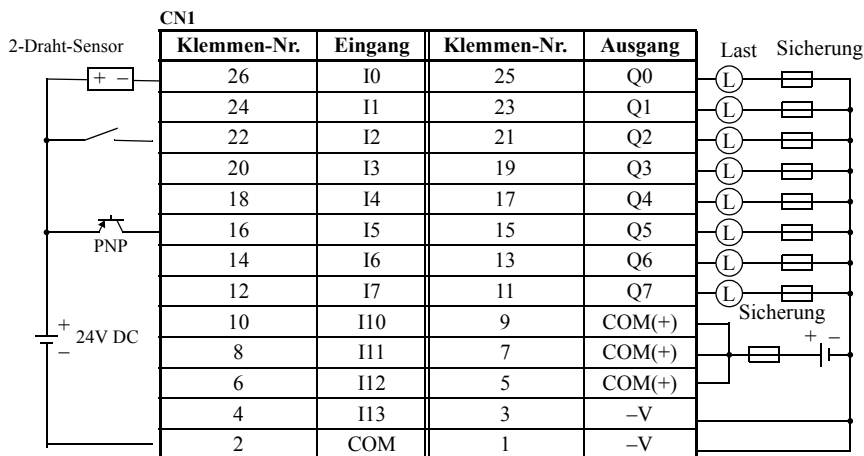 CN1
2-Draht-Sensor
Klemmen-Nr. Eingang Klemmen-Nr. Ausgang Last Sicherung
+ − 26 I0 25 Q0 L
24 I1 23 Q1 L
22 I2 21 Q2 L
20 I3 19 Q3 L
18 I4 17 Q4 L
PNP 16 I5 15 Q5 L
14 I6 13 Q6 L
12 I7 11 Q7 L
Sicherung
+ 24V DC − 10 I10 9 COM(+)
8 I11 7 COM(+) + −
6 I12 5 COM(+)
4 I13 3 –V
2 COM 1 –V